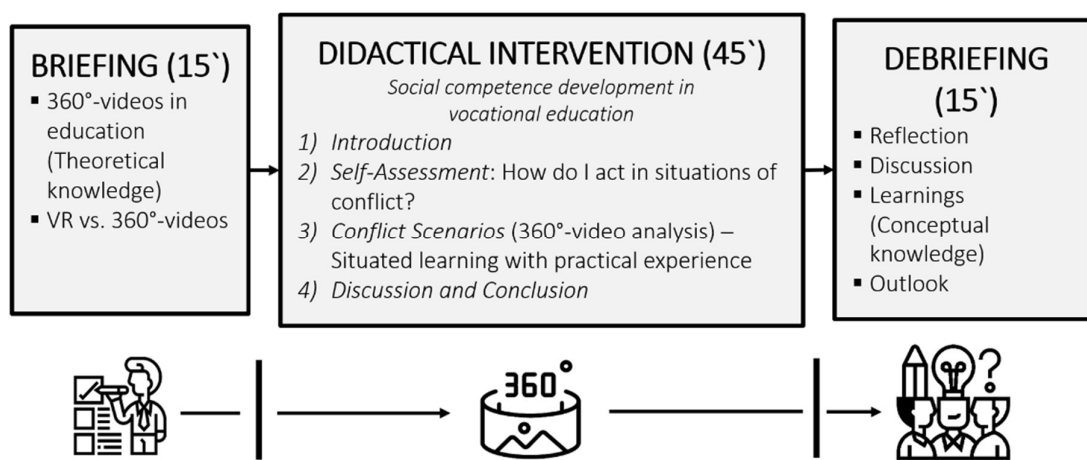 BRIEFING (15`)
▪ 360°-videos in
education
(Theoretical
knowledge)
▪ VR vs. 360°-videos
DIDACTICAL INTERVENTION (45`)
Social competence development in
vocational education
1) Introduction
2) Self-Assessment: How do I act in situations of
conflict?
3) Conflict Scenarios (360°-video analysis) –
Situated learning with practical experience
4) Discussion and Conclusion
DEBRIEFING
(15`)
▪ Reflection
▪ Discussion
▪ Learnings
(Conceptual
knowledge)
▪ Outlook
360°
?